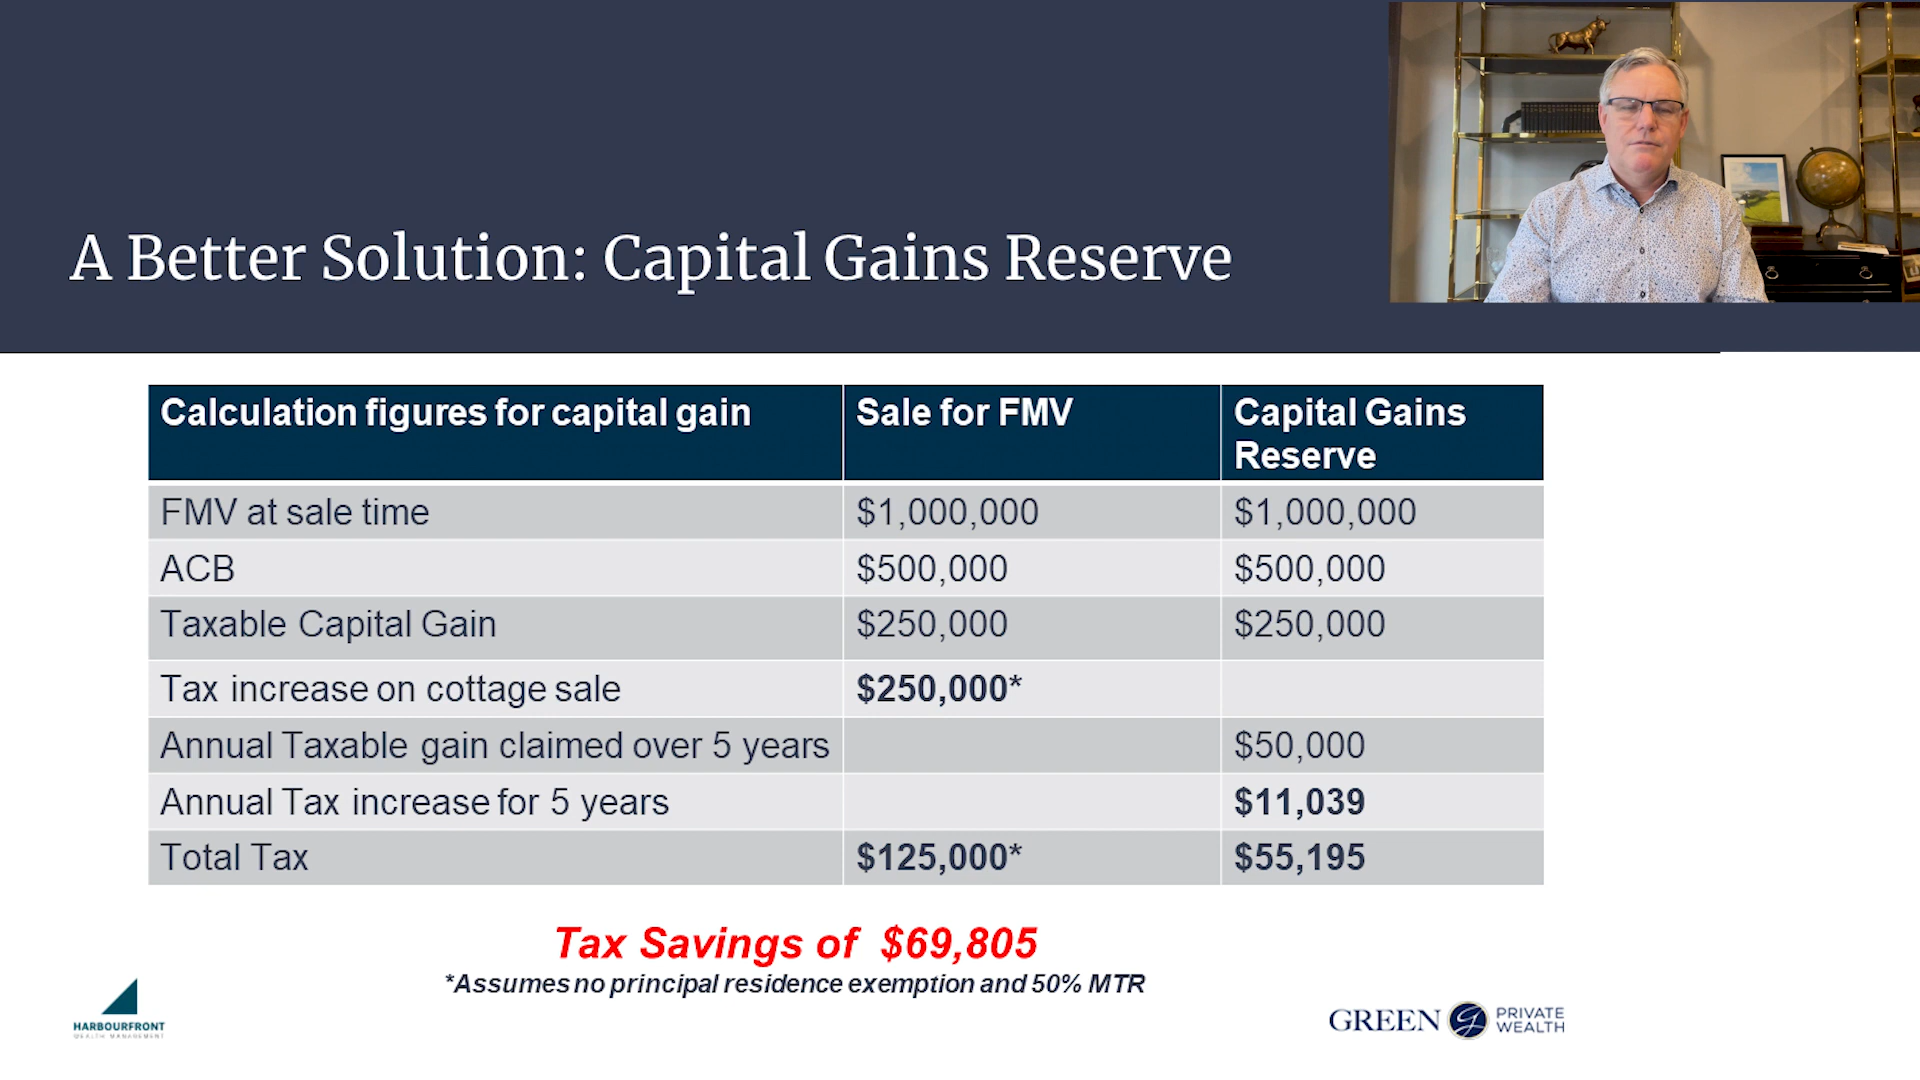 A Better Solution: Capital Gains Reserve
Calculation figures for capital gain
Sale for FMV
Capital Gains
Reserve
FMV at sale time
$1,000,000
$1,000,000
ACB
$500,000
$500,000
Taxable Capital Gain
$250,000
$250,000
Tax increase on cottage sale
$250,000*
Annual Taxable gain claimed over 5 years
$50,000
Annual Tax increase for 5 years
$11,039
Total Tax
$125,000*
$55,195
Tax Savings of $69,805
*Assumes no principal residence exemption and 50% MTR
HARBOURFRONT
WEALTH MANAGEMENT
GREEN
PRIVATE
WEALTH